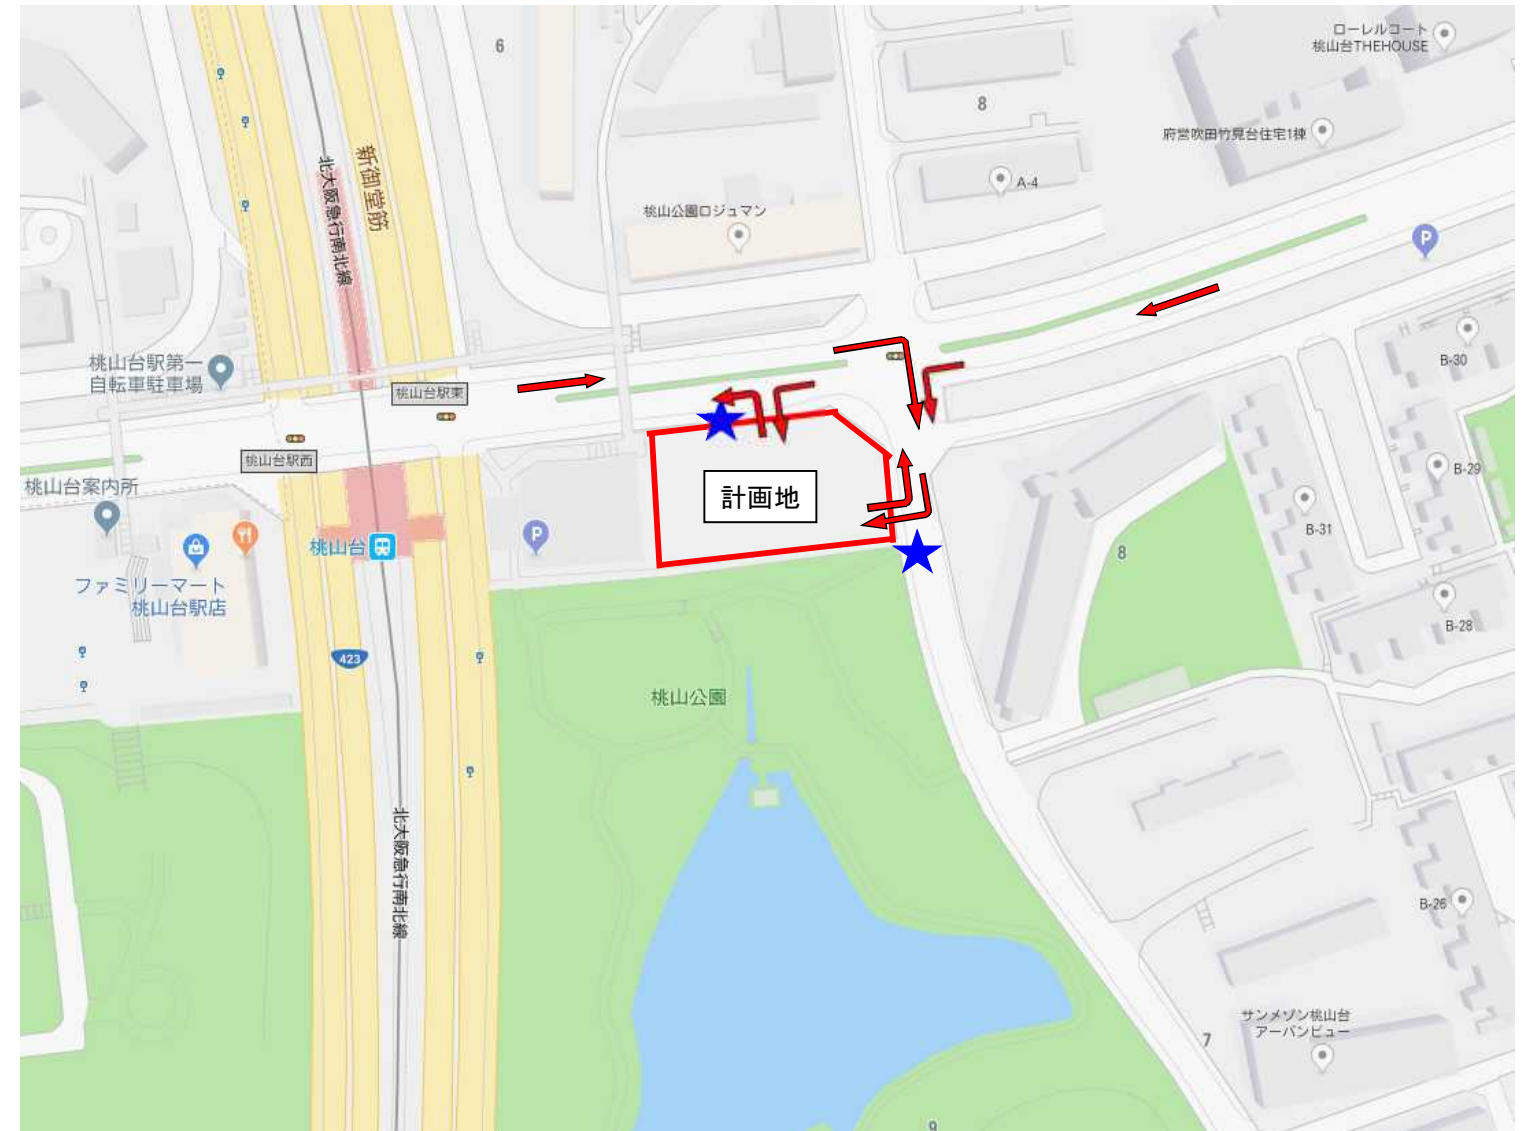 6
ローレルコート
桃山台THEHOUSE
8
府営吹田竹見台住宅1棟
A-4
新御堂筋
北大阪急行南北線
桃山公園ロジュマン
P
桃山台駅第一
自転車駐車場
桃山台駅東
B-30
桃山台駅西
桃山台案内所
計画地
B-29
P
桃山台
B-31
8
ファミリーマート
桃山台駅店
B-28
423
桃山公園
北大阪急行南北線
B-26
サンメゾン桃山台
アーバンビュー
7
9